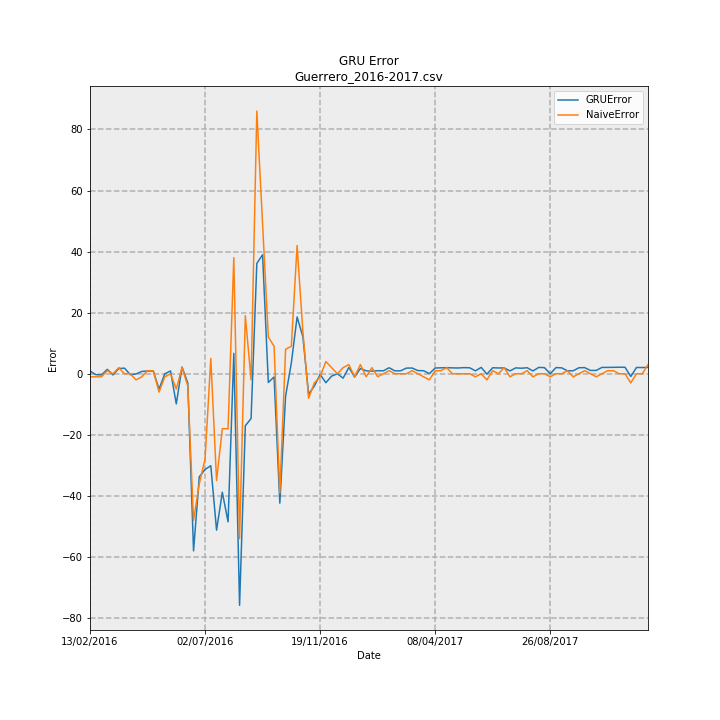 GRU Error
Guerrero_2016-2017.csv
GRUError
NaiveError
80
60
40
20
0
−20
−40
−60
−80
Error
13/02/2016
02/07/2016
19/11/2016
08/04/2017
26/08/2017
Date